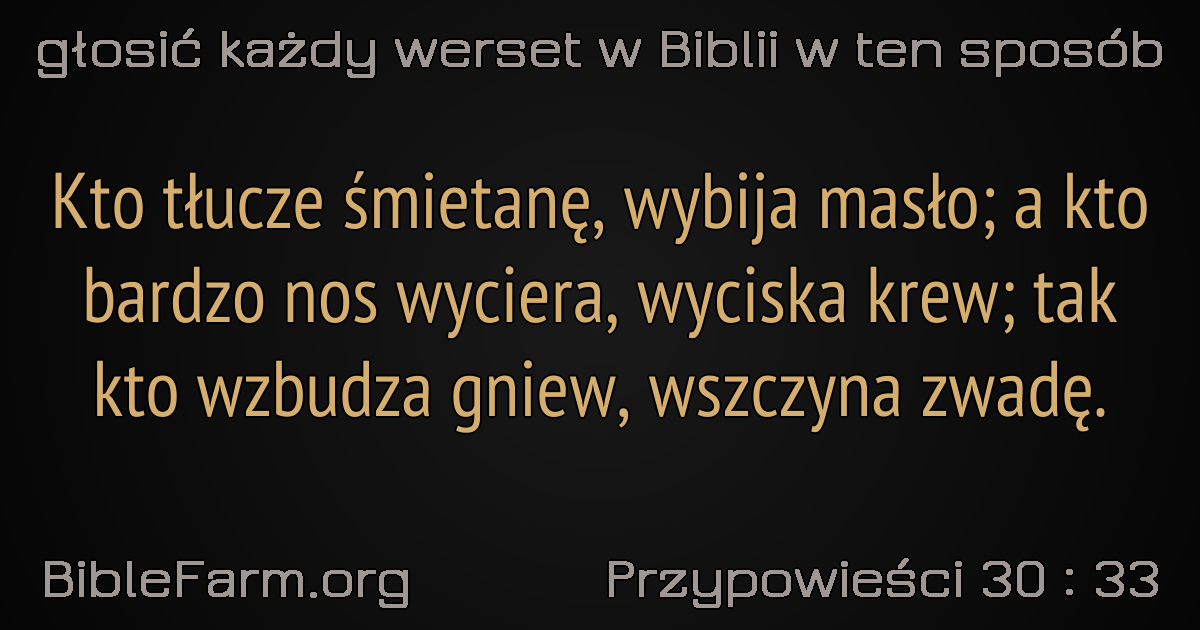 głosić każdy werset w Biblii w ten sposób
Kto tłucze śmietanę, wybija masło; a kto
bardzo nos wyciera, wyciska krew; tak
kto wzbudza gniew, wszczyna zwadę.
BibleFarm.org
Przypowieści 30 : 33